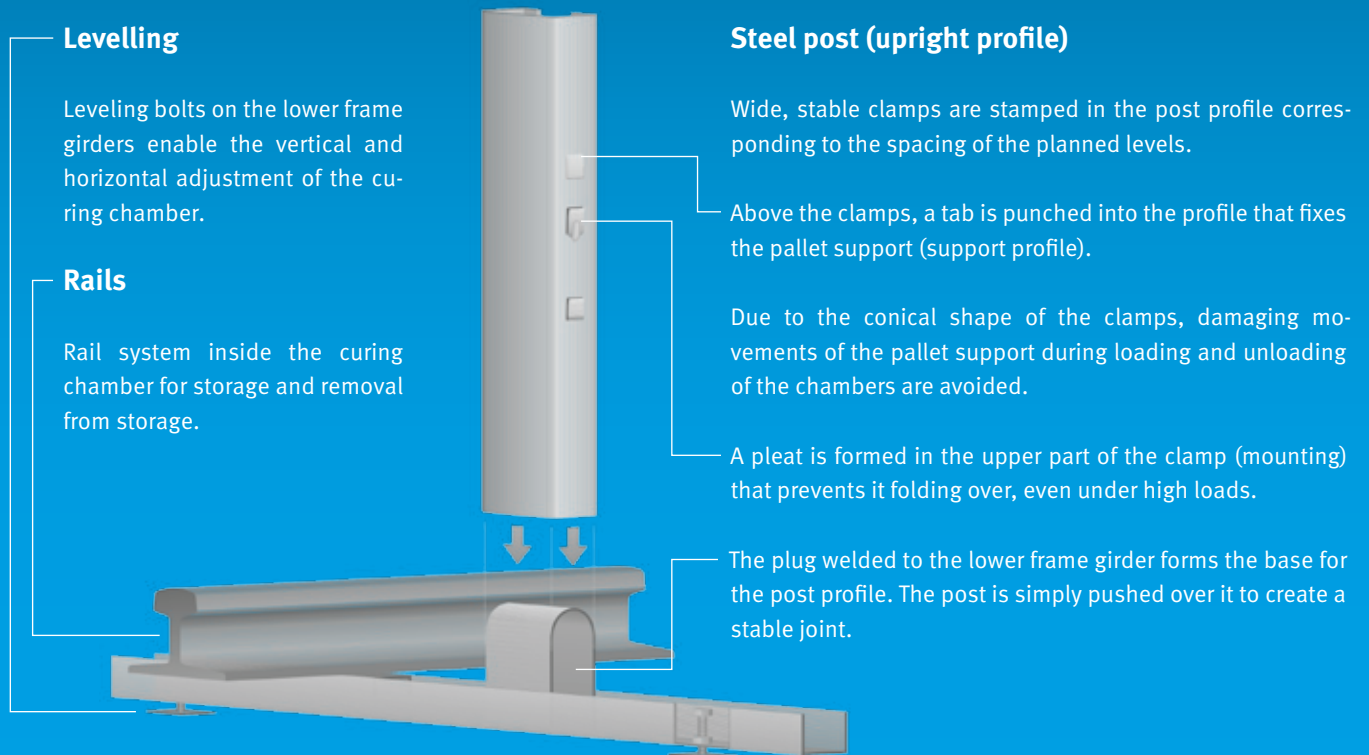 Levelling
Leveling bolts on the lower frame
girders enable the vertical and
horizontal adjustment of the cu-
ring chamber.
Rails
Rail system inside the curing
chamber for storage and removal
from storage.
Steel post (upright profile)
Wide, stable clamps are stamped in the post profile corres-
ponding to the spacing of the planned levels.
Above the clamps, a tab is punched into the profile that fixes
the pallet support (support profile).
Due to the conical shape of the clamps, damaging mo-
vements of the pallet support during loading and unloading
of the chambers are avoided.
A pleat is formed in the upper part of the clamp (mounting)
that prevents it folding over, even under high loads.
The plug welded to the lower frame girder forms the base for
the post profile. The post is simply pushed over it to create a
stable joint.